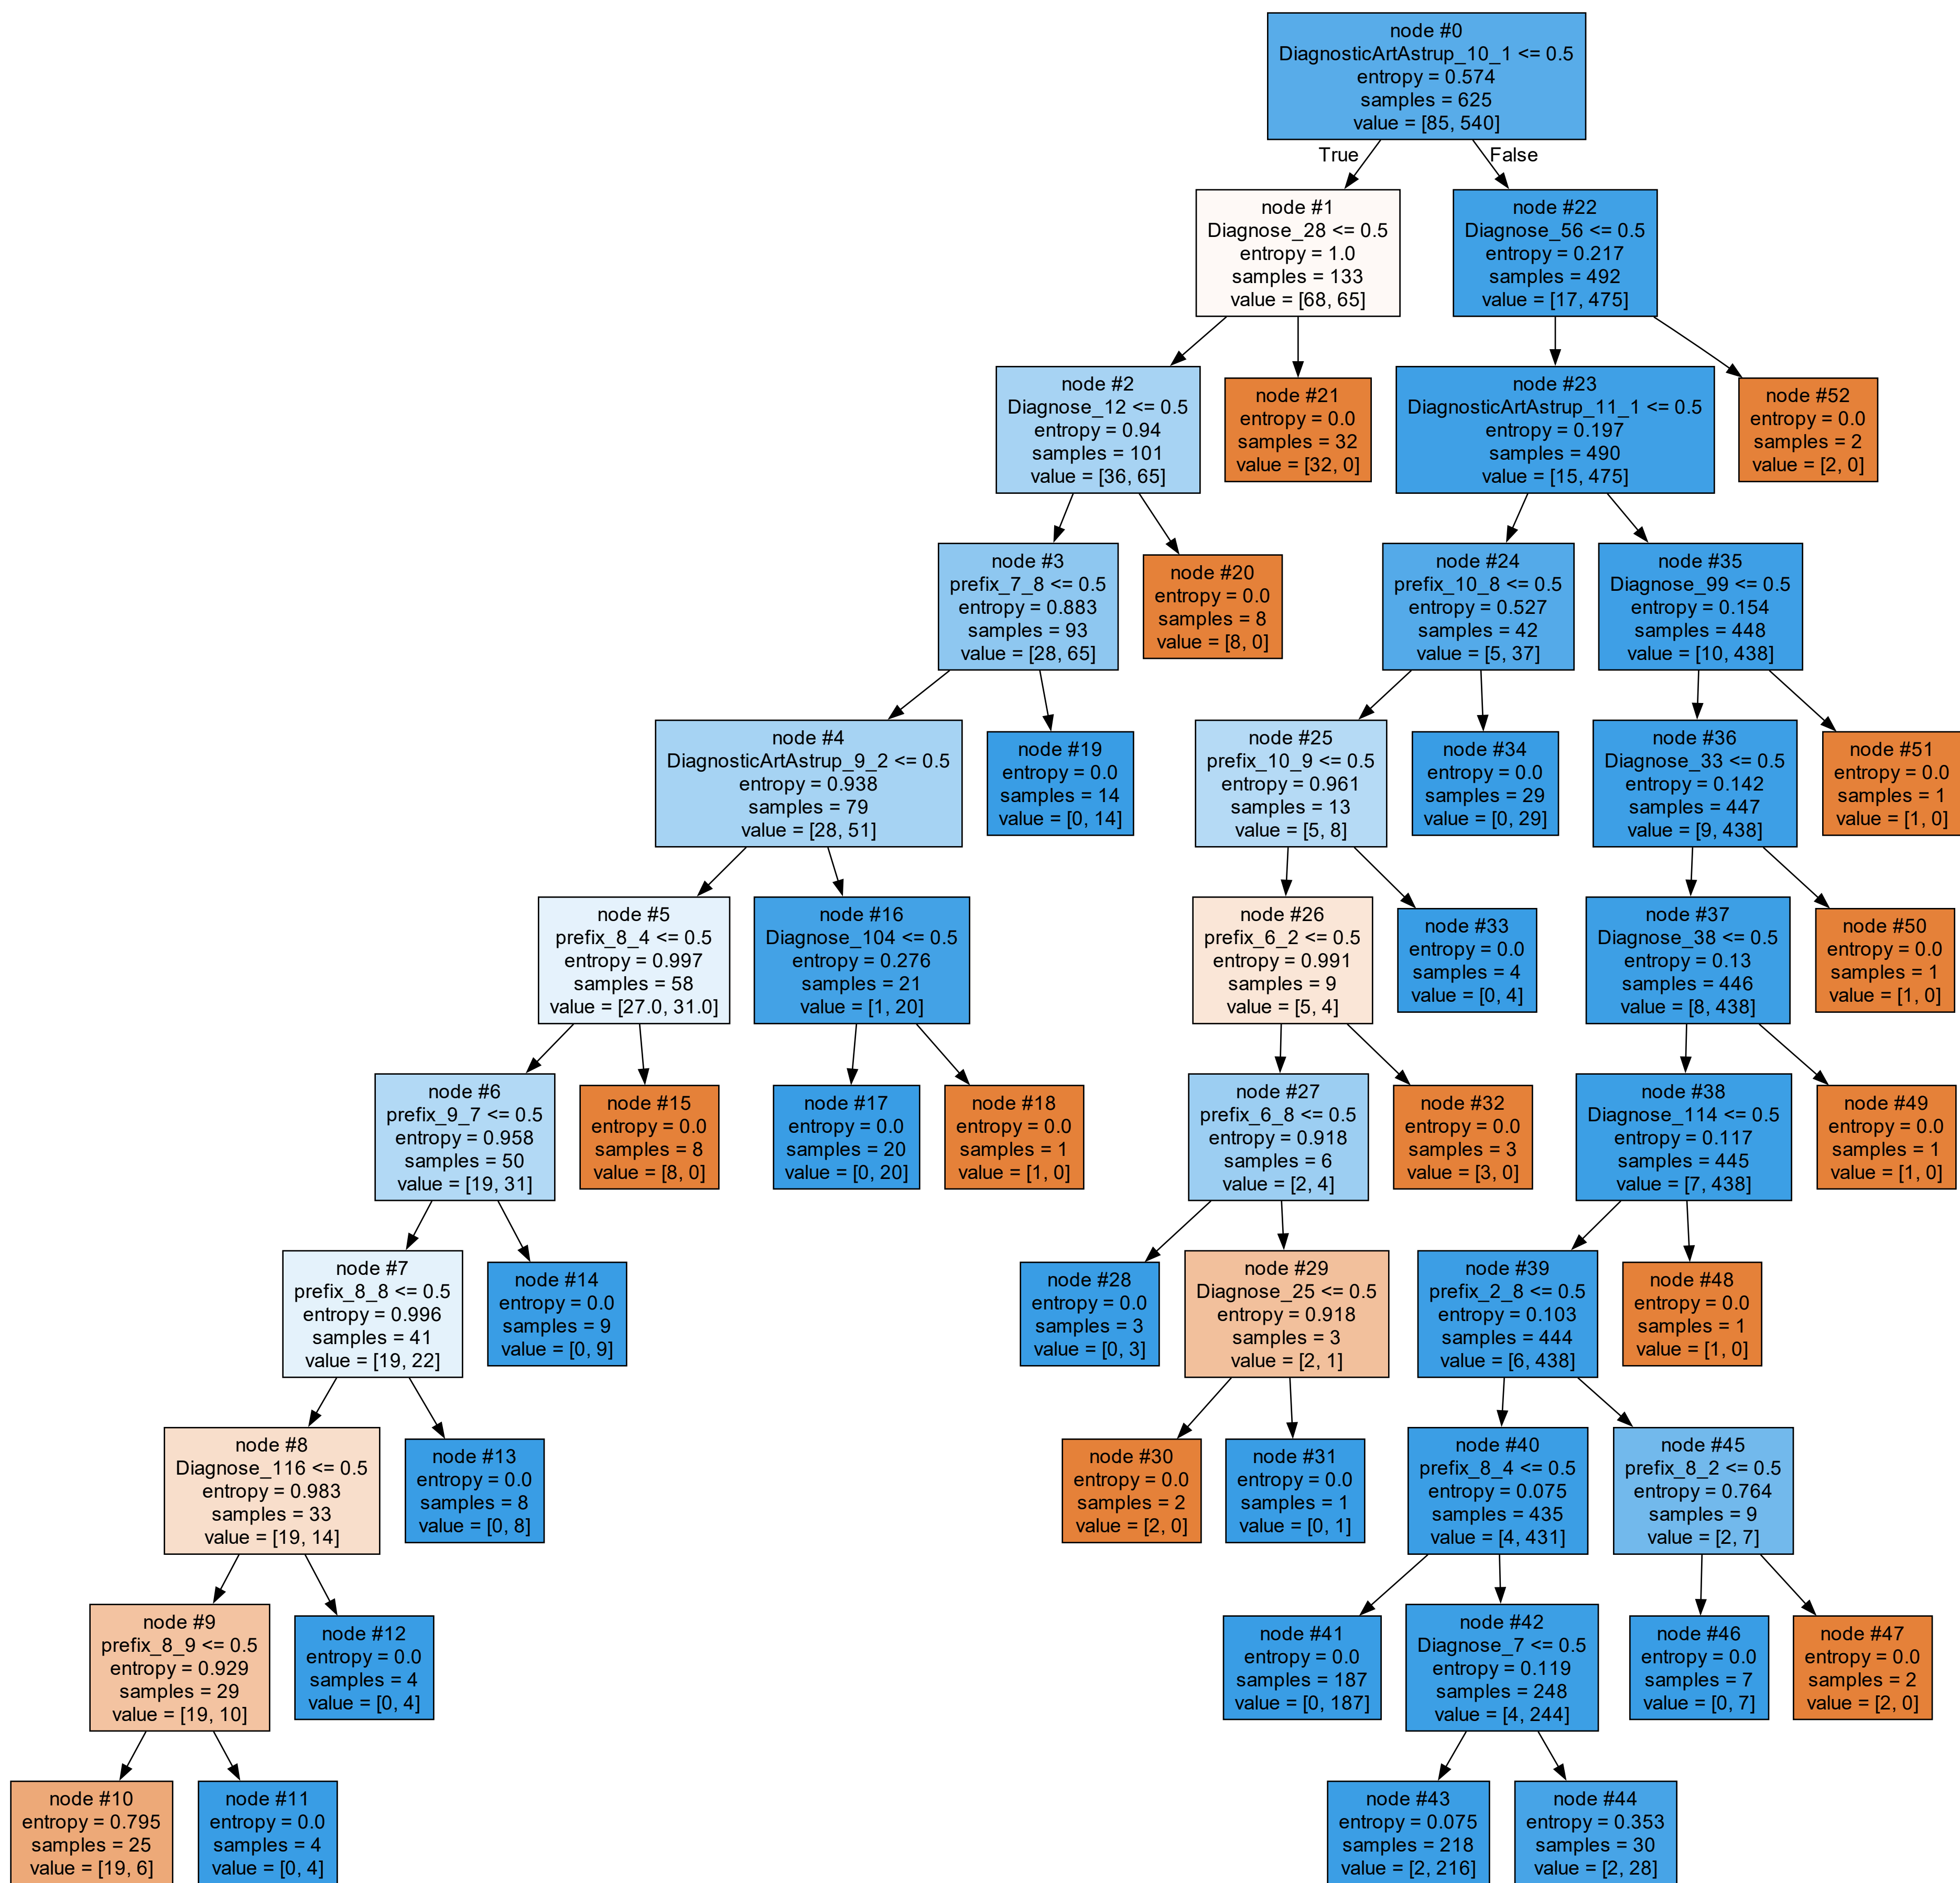 node #0
DiagnosticArtAstrup_10_1 <= 0.5
entropy = 0.574
samples = 625
value = [85, 540]
True
False
node #1
Diagnose_28 <= 0.5
entropy = 1.0
samples = 133
value = [68, 65]
node #22
Diagnose_56 <= 0.5
entropy = 0.217
samples = 492
value = [17, 475]
node #2
Diagnose_12 <= 0.5
entropy = 0.94
samples = 101
value = [36, 65]
node #21
entropy = 0.0
samples = 32
value = [32, 0]
node #23
DiagnosticArtAstrup_11_1 <= 0.5
entropy = 0.197
samples = 490
value = [15, 475]
node #52
entropy = 0.0
samples = 2
value = [2, 0]
node #3
prefix_7_8 <= 0.5
entropy = 0.883
samples = 93
value = [28, 65]
node #20
entropy = 0.0
samples = 8
value = [8, 0]
node #24
prefix_10_8 <= 0.5
entropy = 0.527
samples = 42
value = [5, 37]
node #35
Diagnose_99 <= 0.5
entropy = 0.154
samples = 448
value = [10, 438]
node #4
DiagnosticArtAstrup_9_2 <= 0.5
entropy = 0.938
samples = 79
value = [28, 51]
node #19
entropy = 0.0
samples = 14
value = [0, 14]
node #25
prefix_10_9 <= 0.5
entropy = 0.961
samples = 13
value = [5, 8]
node #34
entropy = 0.0
samples = 29
value = [0, 29]
node #36
Diagnose_33 <= 0.5
entropy = 0.142
samples = 447
value = [9, 438]
node #51
entropy = 0.0
samples = 1
value = [1, 0]
node #5
prefix_8_4 <= 0.5
entropy = 0.997
samples = 58
value = [27.0, 31.0]
node #16
Diagnose_104 <= 0.5
entropy = 0.276
samples = 21
value = [1, 20]
node #26
prefix_6_2 <= 0.5
entropy = 0.991
samples = 9
value = [5, 4]
node #33
entropy = 0.0
samples = 4
value = [0, 4]
node #37
Diagnose_38 <= 0.5
entropy = 0.13
samples = 446
value = [8, 438]
node #50
entropy = 0.0
samples = 1
value = [1, 0]
node #6
prefix_9_7 <= 0.5
entropy = 0.958
samples = 50
value = [19, 31]
node #15
entropy = 0.0
samples = 8
value = [8, 0]
node #17
entropy = 0.0
samples = 20
value = [0, 20]
node #18
entropy = 0.0
samples = 1
value = [1, 0]
node #27
prefix_6_8 <= 0.5
entropy = 0.918
samples = 6
value = [2, 4]
node #32
entropy = 0.0
samples = 3
value = [3, 0]
node #38
Diagnose_114 <= 0.5
entropy = 0.117
samples = 445
value = [7, 438]
node #49
entropy = 0.0
samples = 1
value = [1, 0]
node #7
prefix_8_8 <= 0.5
entropy = 0.996
samples = 41
value = [19, 22]
node #14
entropy = 0.0
samples = 9
value = [0, 9]
node #28
entropy = 0.0
samples = 3
value = [0, 3]
node #29
Diagnose_25 <= 0.5
entropy = 0.918
samples = 3
value = [2, 1]
node #39
prefix_2_8 <= 0.5
entropy = 0.103
samples = 444
value = [6, 438]
node #48
entropy = 0.0
samples = 1
value = [1, 0]
node #8
Diagnose_116 <= 0.5
entropy = 0.983
samples = 33
value = [19, 14]
node #13
entropy = 0.0
samples = 8
value = [0, 8]
node #30
entropy = 0.0
samples = 2
value = [2, 0]
node #31
entropy = 0.0
samples = 1
value = [0, 1]
node #40
prefix_8_4 <= 0.5
entropy = 0.075
samples = 435
value = [4, 431]
node #45
prefix_8_2 <= 0.5
entropy = 0.764
samples = 9
value = [2, 7]
node #9
prefix_8_9 <= 0.5
entropy = 0.929
samples = 29
value = [19, 10]
node #12
entropy = 0.0
samples = 4
value = [0, 4]
node #41
entropy = 0.0
samples = 187
value = [0, 187]
node #42
Diagnose_7 <= 0.5
entropy = 0.119
samples = 248
value = [4, 244]
node #46
entropy = 0.0
samples = 7
value = [0, 7]
node #47
entropy = 0.0
samples = 2
value = [2, 0]
node #10
entropy = 0.795
samples = 25
value = [19, 6]
node #11
entropy = 0.0
samples = 4
value = [0, 4]
node #43
entropy = 0.075
samples = 218
value = [2, 216]
node #44
entropy = 0.353
samples = 30
value = [2, 28]